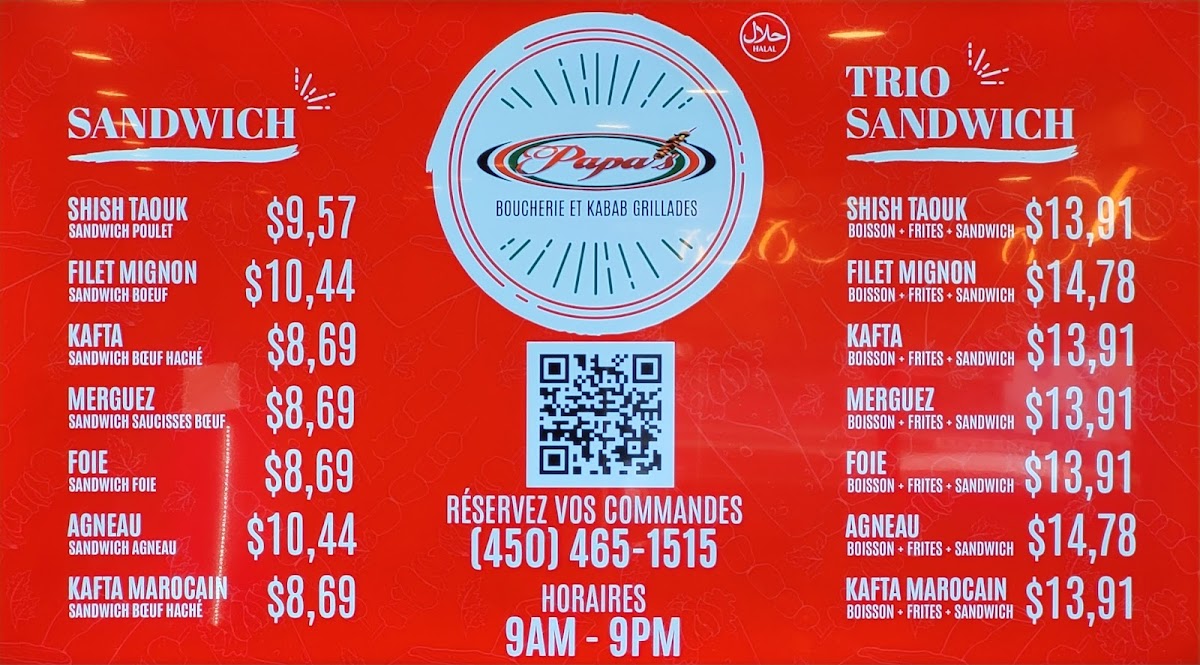 SANDWICH
SHISH TAOUK
SANDWICH POULET
$9,57
FILET MIGNON
SANDWICH BŒUF
$10,44
KAFTA
SANDWICH BŒUF HACHÉ
$8,69
MERGUEZ
SANDWICH SAUCISSES BŒUF
$8,69
FOIE
SANDWICH FOIE
$8,69
AGNEAU
SANDWICH AGNEAU
$10,44
KAFTA MAROCAIN
SANDWICH BŒUF HACHÉ
$8,69
Papa's
BOUCHERIE ET KABAB GRILLADES
RÉSERVEZ VOS COMMANDES
(450) 465-1515
HORAIRES
9AM - 9PM
حلال
HALAL
TRIO
SANDWICH
SHISH TAOUK
BOISSON + FRITES + SANDWICH
$13,91
FILET MIGNON
BOISSON + FRITES + SANDWICH
$14,78
KAFTA
BOISSON + FRITES + SANDWICH
$13,91
MERGUEZ
BOISSON + FRITES + SANDWICH
$13,91
FOIE
BOISSON + FRITES + SANDWICH
$13,91
AGNEAU
BOISSON + FRITES + SANDWICH
$14,78
KAFTA MAROCAIN
BOISSON + FRITES + SANDWICH
$13,91